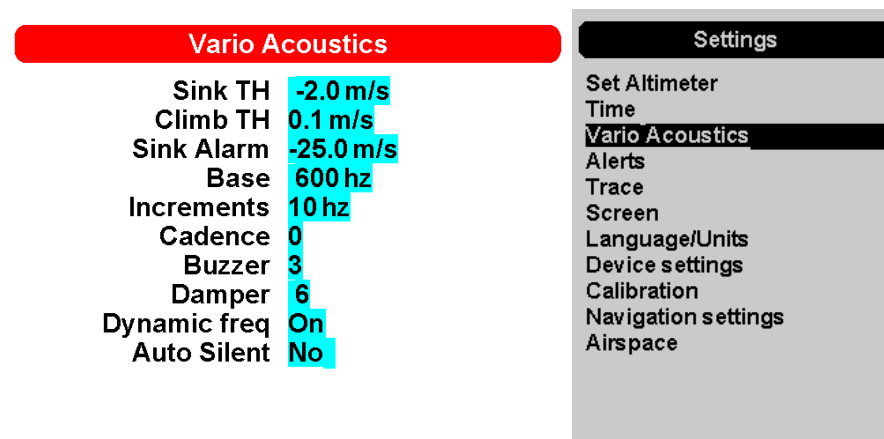 Vario Acoustics
Sink TH -2.0 m/s
Climb TH 0.1 m/s
Sink Alarm -25.0 m/s
Base 600 hz
Increments 10 hz
Cadence 0
Buzzer 3
Damper 6
Dynamic freq On
Auto Silent No
Settings
Set Altimeter
Time
Vario Acoustics
Alerts
Trace
Screen
Language/Units
Device settings
Calibration
Navigation settings
Airspace